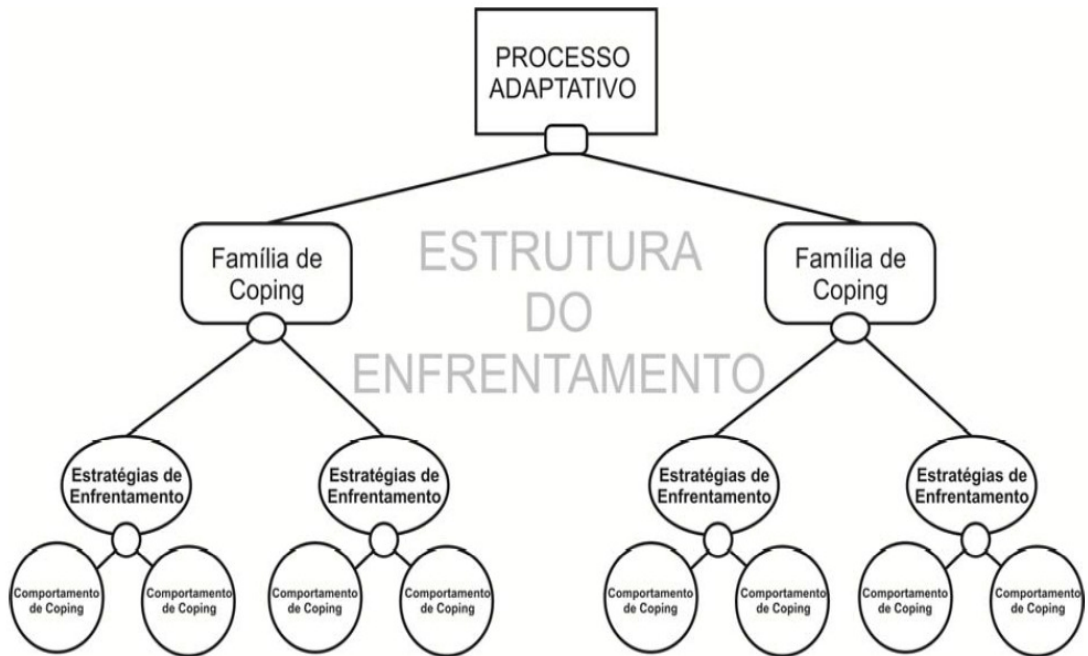 PROCESSO
ADAPTATIVO
ESTRUTURA
DO
ENFRENTAMENTO
Família de
Coping
Família de
Coping
Estratégias de
Enfrentamento
Estratégias de
Enfrentamento
Estratégias de
Enfrentamento
Estratégias de
Enfrentamento
Comportamento
de Coping
Comportamento
de Coping
Comportamento
de Coping
Comportamento
de Coping
Comportamento
de Coping
Comportamento
de Coping
Comportamento
de Coping
Comportamento
de Coping